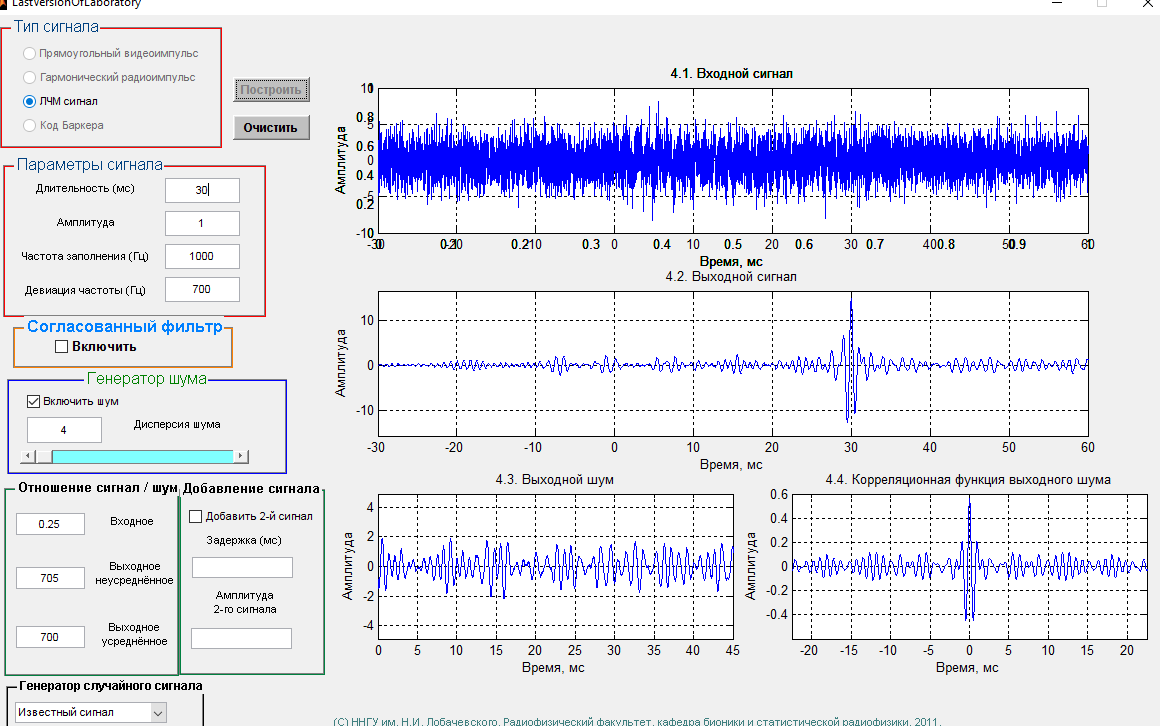 LastVersionOfLaboratory
Тип сигнала
Прямоугольный видеоимпульс
Гармонический радиоимпульс
ЛЧМ сигнал
Код Баркера
Построить
Очистить
Параметры сигнала
Длительность (мс)
30
Амплитуда
1
Частота заполнения (Гц)
1000
Девиация частоты (Гц)
700
Согласованный фильтр
Включить
Генератор шума
Включить шум
4
Дисперсия шума
Отношение сигнал / шум
0.25
Входное
705
Выходное
неусреднённое
700
Выходное
усреднённое
Добавление сигнала
Добавить 2-й сигнал
Задержка (мс)
Амплитуда
2-го сигнала
Генератор случайного сигнала
Известный сигнал
4.1. Входной сигнал
Амплитуда
10
0.8
5
0.6
0
0.4
0.2
-10
-30 0.2 10 0.3 0 0.4 10 0.5 20 0.6 30 0.7 40 0.8 50 0.9 60
Время, мс
4.2. Выходной сигнал
Амплитуда
10
0
-10
-30 -20 -10 0 10 20 30 40 50 60
Время, мс
4.3. Выходной шум
Амплитуда
4
2
0
-2
-4
0 5 10 15 20 25 30 35 40 45
Время, мс
4.4. Корреляционная функция выходного шума
Амплитуда
0.6
0.4
0.2
0
-0.2
-0.4
-20 -15 -10 -5 0 5 10 15 20
Время, мс
(С) ННГУ им. Н.И. Лобачевского, Радиофизический факультет, кафедра бионики и статистической радиофизики, 2011.